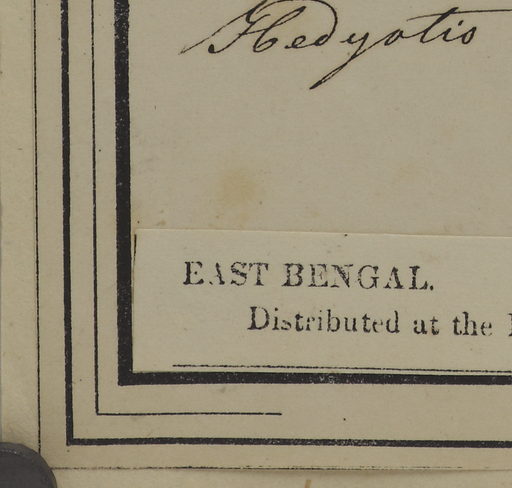 Hedyotis
EAST BENGAL.
Distributed at the